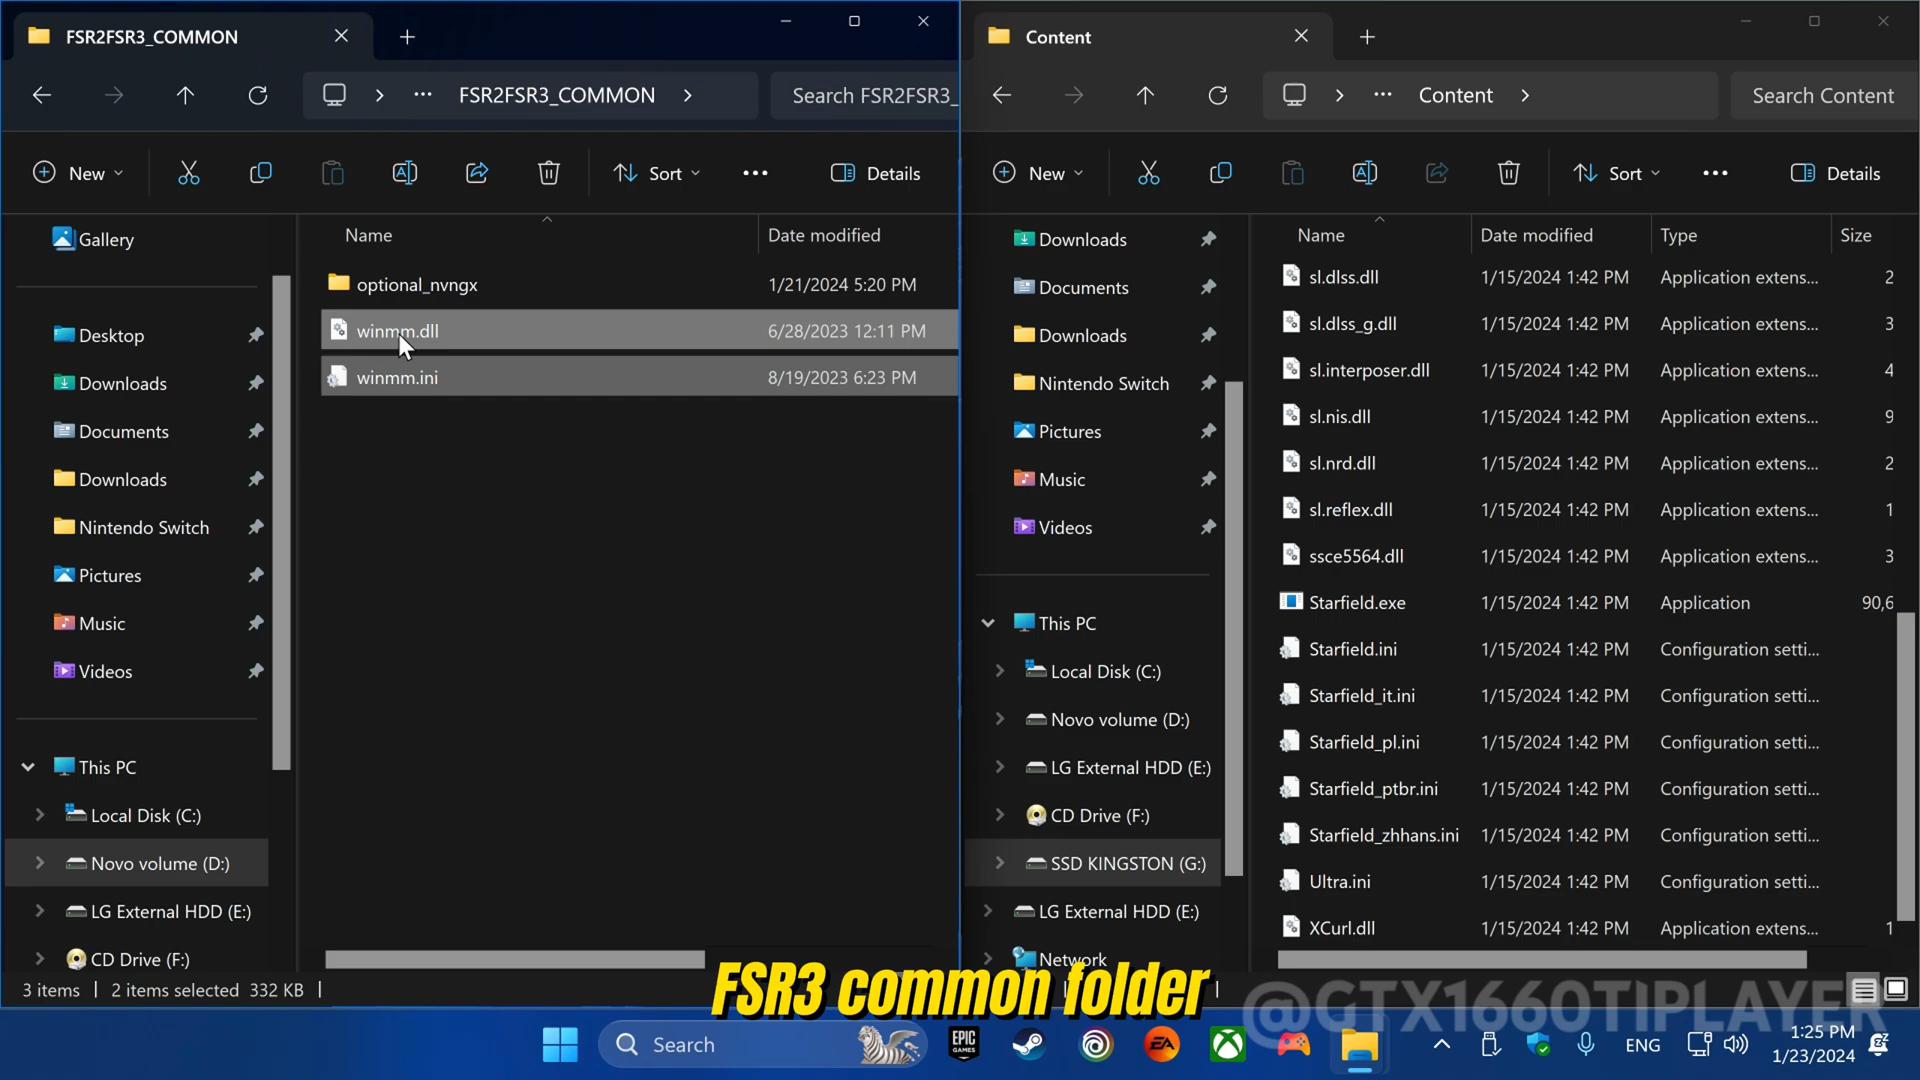 FSR2FSR3_COMMON
FSR2FSR3_COMMON
Search FSR2FSR3_
New
Sort
Details
Name
Date modified
Gallery
Desktop
Downloads
Documents
Downloads
Nintendo Switch
Pictures
Music
Videos
This PC
Local Disk (C:)
Novo volume (D:)
LG External HDD (E:)
CD Drive (F:)
optional_nvngx 1/21/2024 5:20 PM
winmm.dll 6/28/2023 12:11 PM
winmm.ini 8/19/2023 6:23 PM
3 items
2 items selected 332 KB
Content
Content
Search Content
New
Sort
Details
Downloads
Documents
Downloads
Nintendo Switch
Pictures
Music
Videos
This PC
Local Disk (C:)
Novo volume (D:)
LG External HDD (E:)
CD Drive (F:)
SSD KINGSTON (G:)
LG External HDD (E:)
Network
Name Date modified Type Size
sl.dlss.dll 1/15/2024 1:42 PM Application extens... 2
sl.dlss_g.dll 1/15/2024 1:42 PM Application extens... 3
sl.interposer.dll 1/15/2024 1:42 PM Application extens... 4
sl.nis.dll 1/15/2024 1:42 PM Application extens... 9
sl.nrd.dll 1/15/2024 1:42 PM Application extens... 2
sl.reflex.dll 1/15/2024 1:42 PM Application extens... 1
ssce5564.dll 1/15/2024 1:42 PM Application extens... 3
Starfield.exe 1/15/2024 1:42 PM Application 90,6
Starfield.ini 1/15/2024 1:42 PM Configuration setti...
Starfield_it.ini 1/15/2024 1:42 PM Configuration setti...
Starfield_pl.ini 1/15/2024 1:42 PM Configuration setti...
Starfield_ptbr.ini 1/15/2024 1:42 PM Configuration setti...
Starfield_zhhans.ini 1/15/2024 1:42 PM Configuration setti...
Ultra.ini 1/15/2024 1:42 PM Configuration setti...
XCurl.dll 1/15/2024 1:42 PM Application extens... 1
FSR3 common folder
@GTX1660TIPLAYER
Search
EPIC GAMES
EA
ENG
1:25 PM
1/23/2024